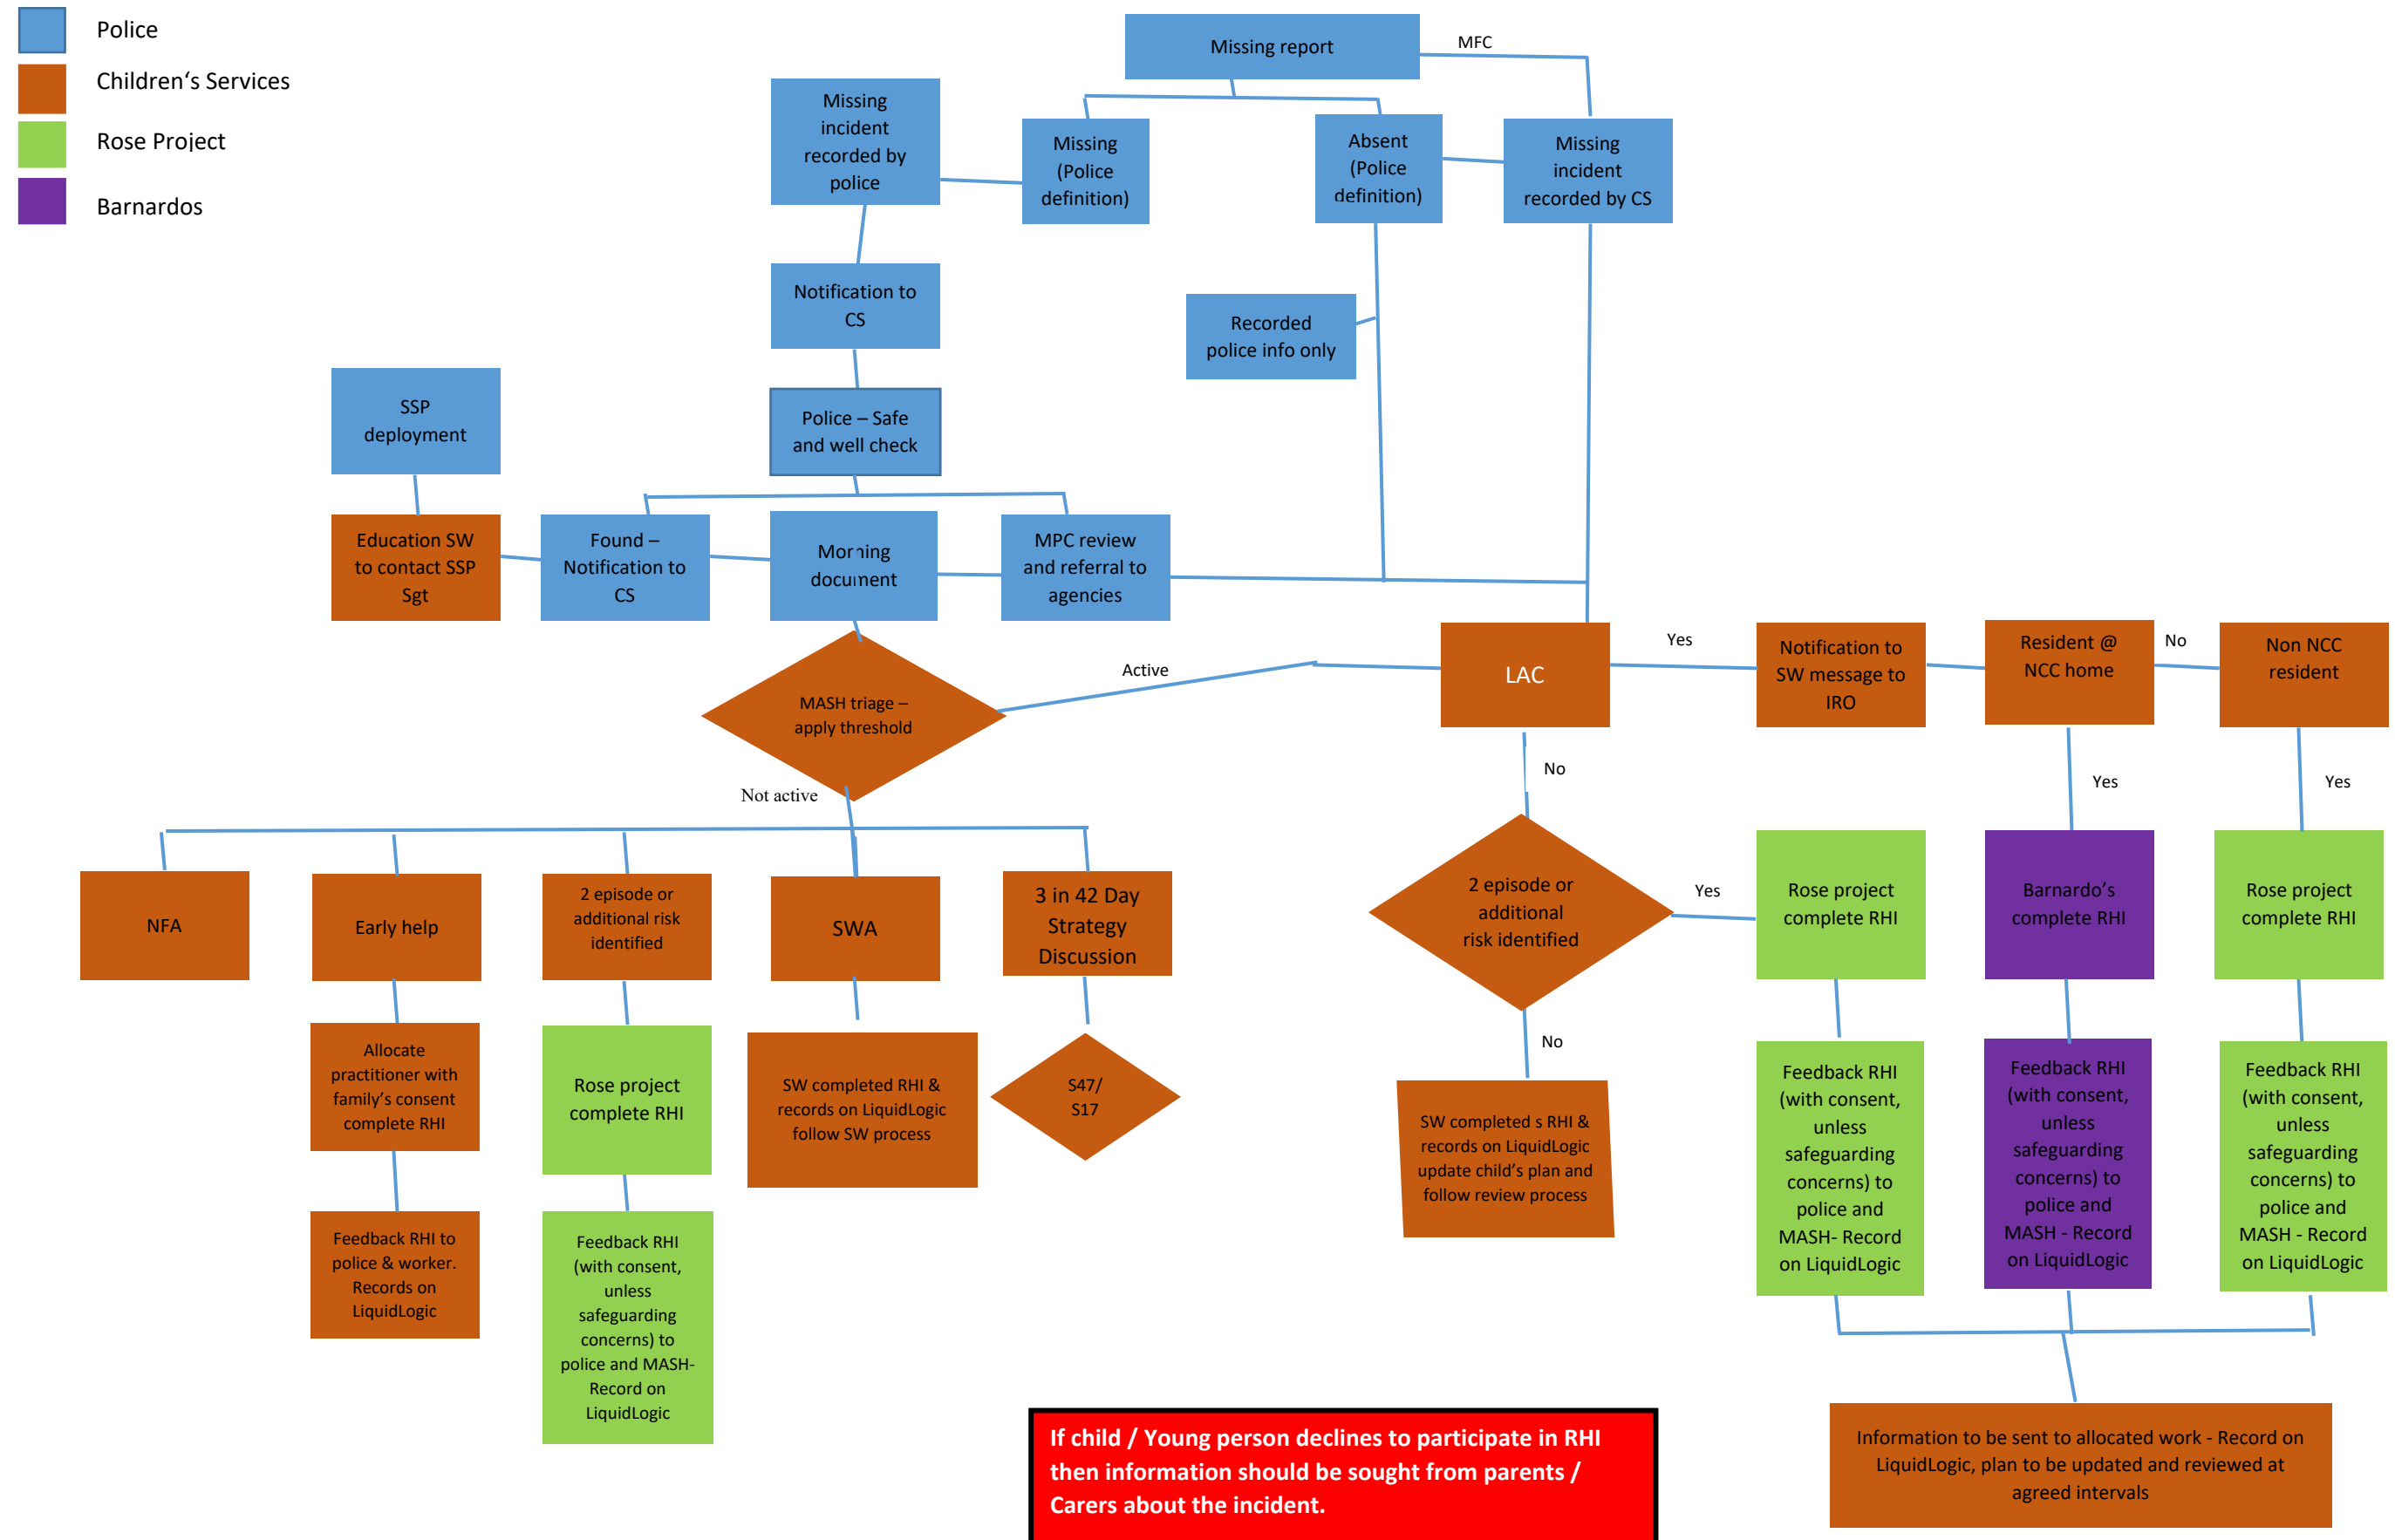 Police
Children‘s Services
Rose Project
Barnardos
Missing report
MFC
Missing
incident
recorded by
police
Missing
(Police
definition)
Absent
(Police
definition)
Missing
incident
recorded by CS
Notification to
CS
Recorded
police info only
SSP
deployment
Police – Safe
and well check
Education SW
to contact SSP
Sgt
Found –
Notification to
CS
Morning
document
MPC review
and referral to
agencies
MASH triage –
apply threshold
Active
LAC
Yes
Notification to
SW message to
IRO
Resident @
NCC home
No
Non NCC
resident
Not active
No
Yes
Yes
NFA
Early help
2 episode or
additional risk
identified
SWA
3 in 42 Day
Strategy
Discussion
2 episode or
additional
risk identified
Yes
Rose project
complete RHI
Barnardo’s
complete RHI
Rose project
complete RHI
Allocate
practitioner with
family’s consent
complete RHI
Rose project
complete RHI
SW completed RHI &
records on LiquidLogic
follow SW process
S47/
S17
No
SW completed s RHI &
records on LiquidLogic
update child’s plan and
follow review process
Feedback RHI
(with consent,
unless
safeguarding
concerns) to
police and
MASH- Record
on LiquidLogic
Feedback RHI
(with consent,
unless
safeguarding
concerns) to
police and
MASH - Record
on LiquidLogic
Feedback RHI
(with consent,
unless
safeguarding
concerns) to
police and
MASH - Record
on LiquidLogic
Feedback RHI to
police & worker.
Records on
LiquidLogic
Feedback RHI
(with consent,
unless
safeguarding
concerns) to
police and MASH-
Record on
LiquidLogic
If child / Young person declines to participate in RHI
then information should be sought from parents /
Carers about the incident.
Information to be sent to allocated work - Record on
LiquidLogic, plan to be updated and reviewed at
agreed intervals